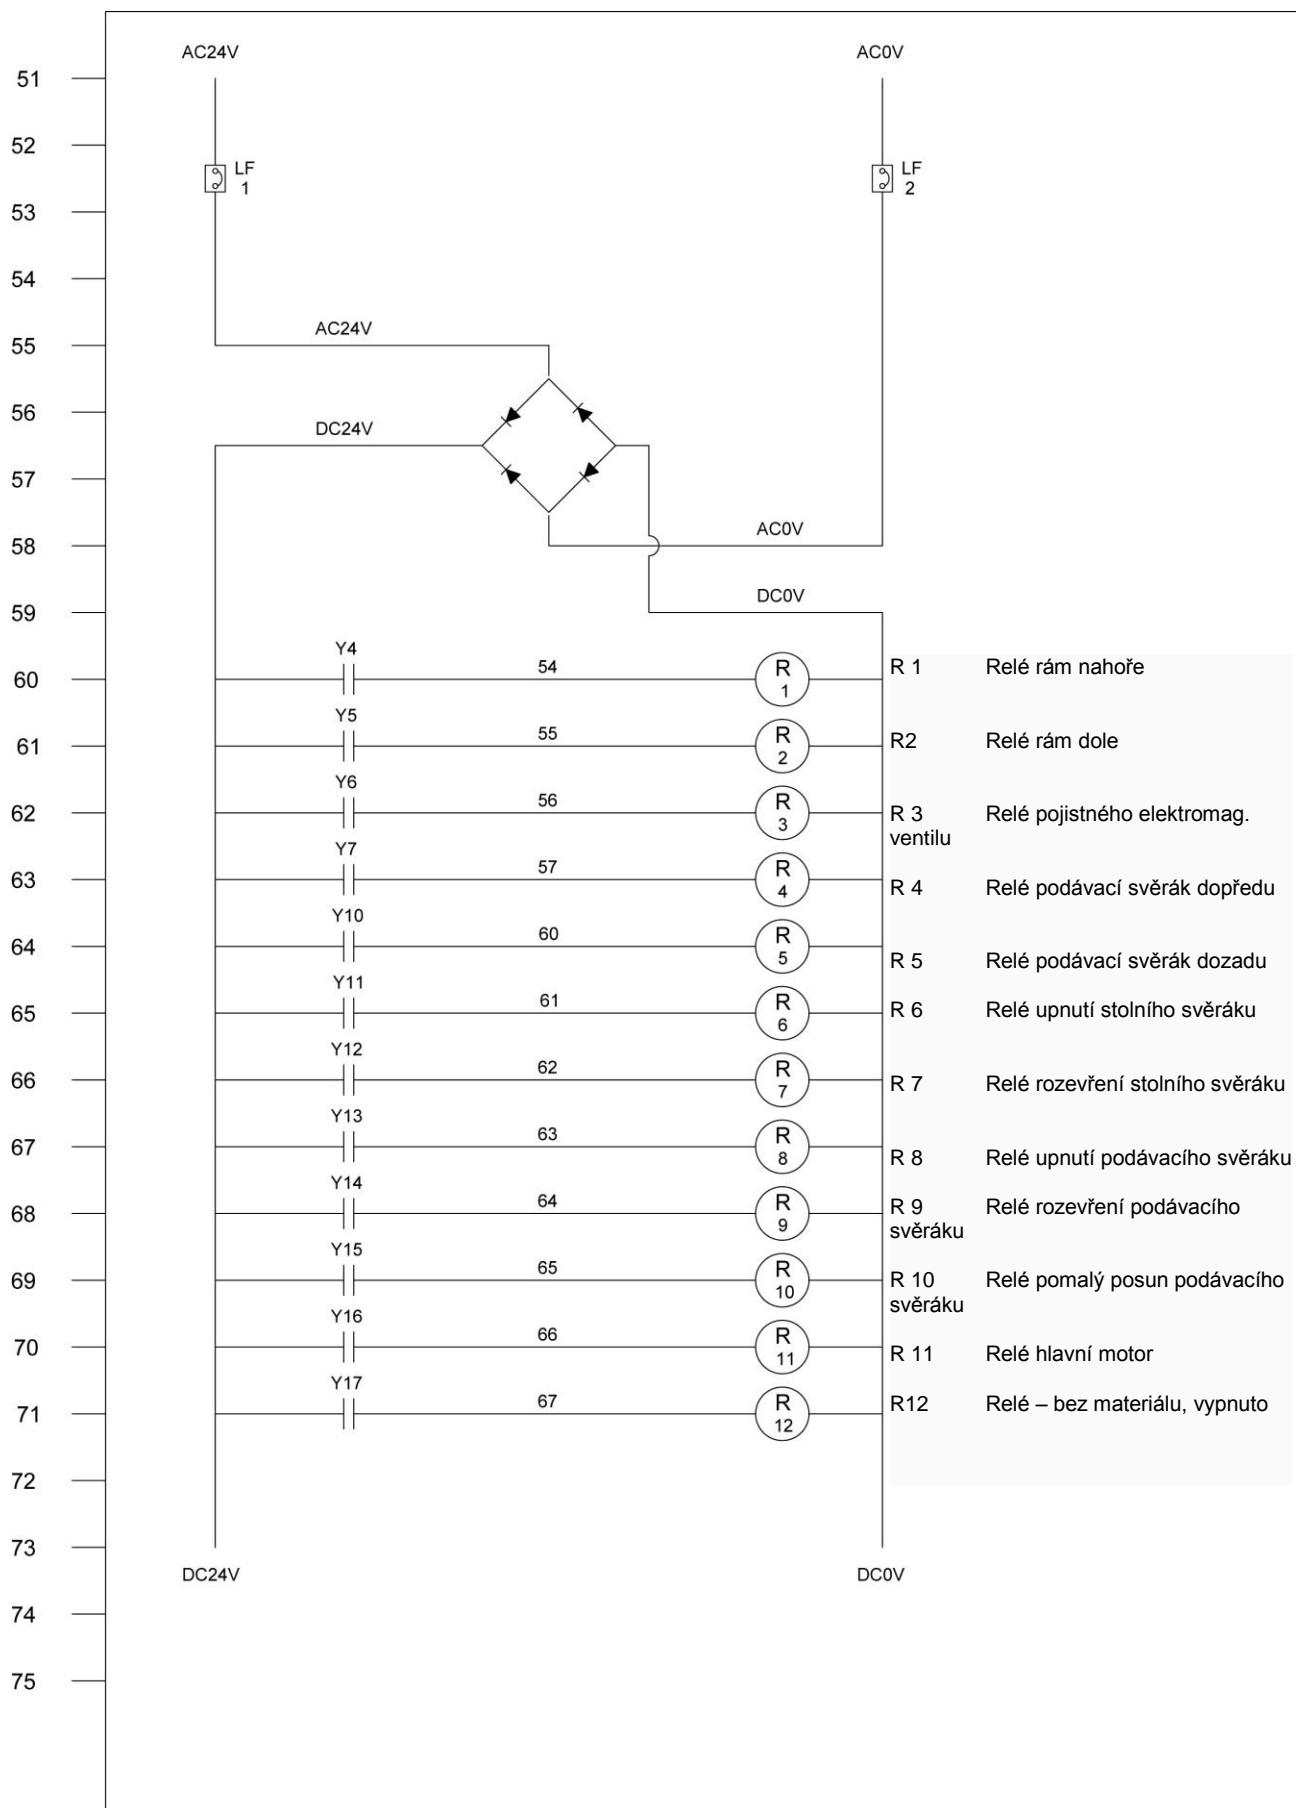 AC24V AC0V
51
52
LF LF
1 2
53
54
AC24V
55
56
DC24V
57
AC0V
58
DC0V
59
Y4
54
60 R 1 R 1 Relé rám nahoře
Y5
55
61 R 2 R2 Relé rám dole
Y6
56
62 R 3 R 3 Relé pojistného elektromag.
ventilu
Y7
57
63 R 4 R 4 Relé podávací svěrák dopředu
Y10
60
64 R 5 R 5 Relé podávací svěrák dozadu
Y11
61
65 R 6 R 6 Relé upnutí stolního svěráku
Y12
62
66 R 7 R 7 Relé rozevření stolního svěráku
Y13
63
67 R 8 R 8 Relé upnutí podávacího svěráku
Y14
64
68 R 9 R 9 Relé rozevření podávacího
svěráku
Y15
65
69 R 10 R 10 Relé pomalý posun podávacího
svěráku
Y16
66
70 R 11 R 11 Relé hlavní motor
Y17
67
71 R 12 R12 Relé – bez materiálu, vypnuto
72
73
DC24V DC0V
74
75